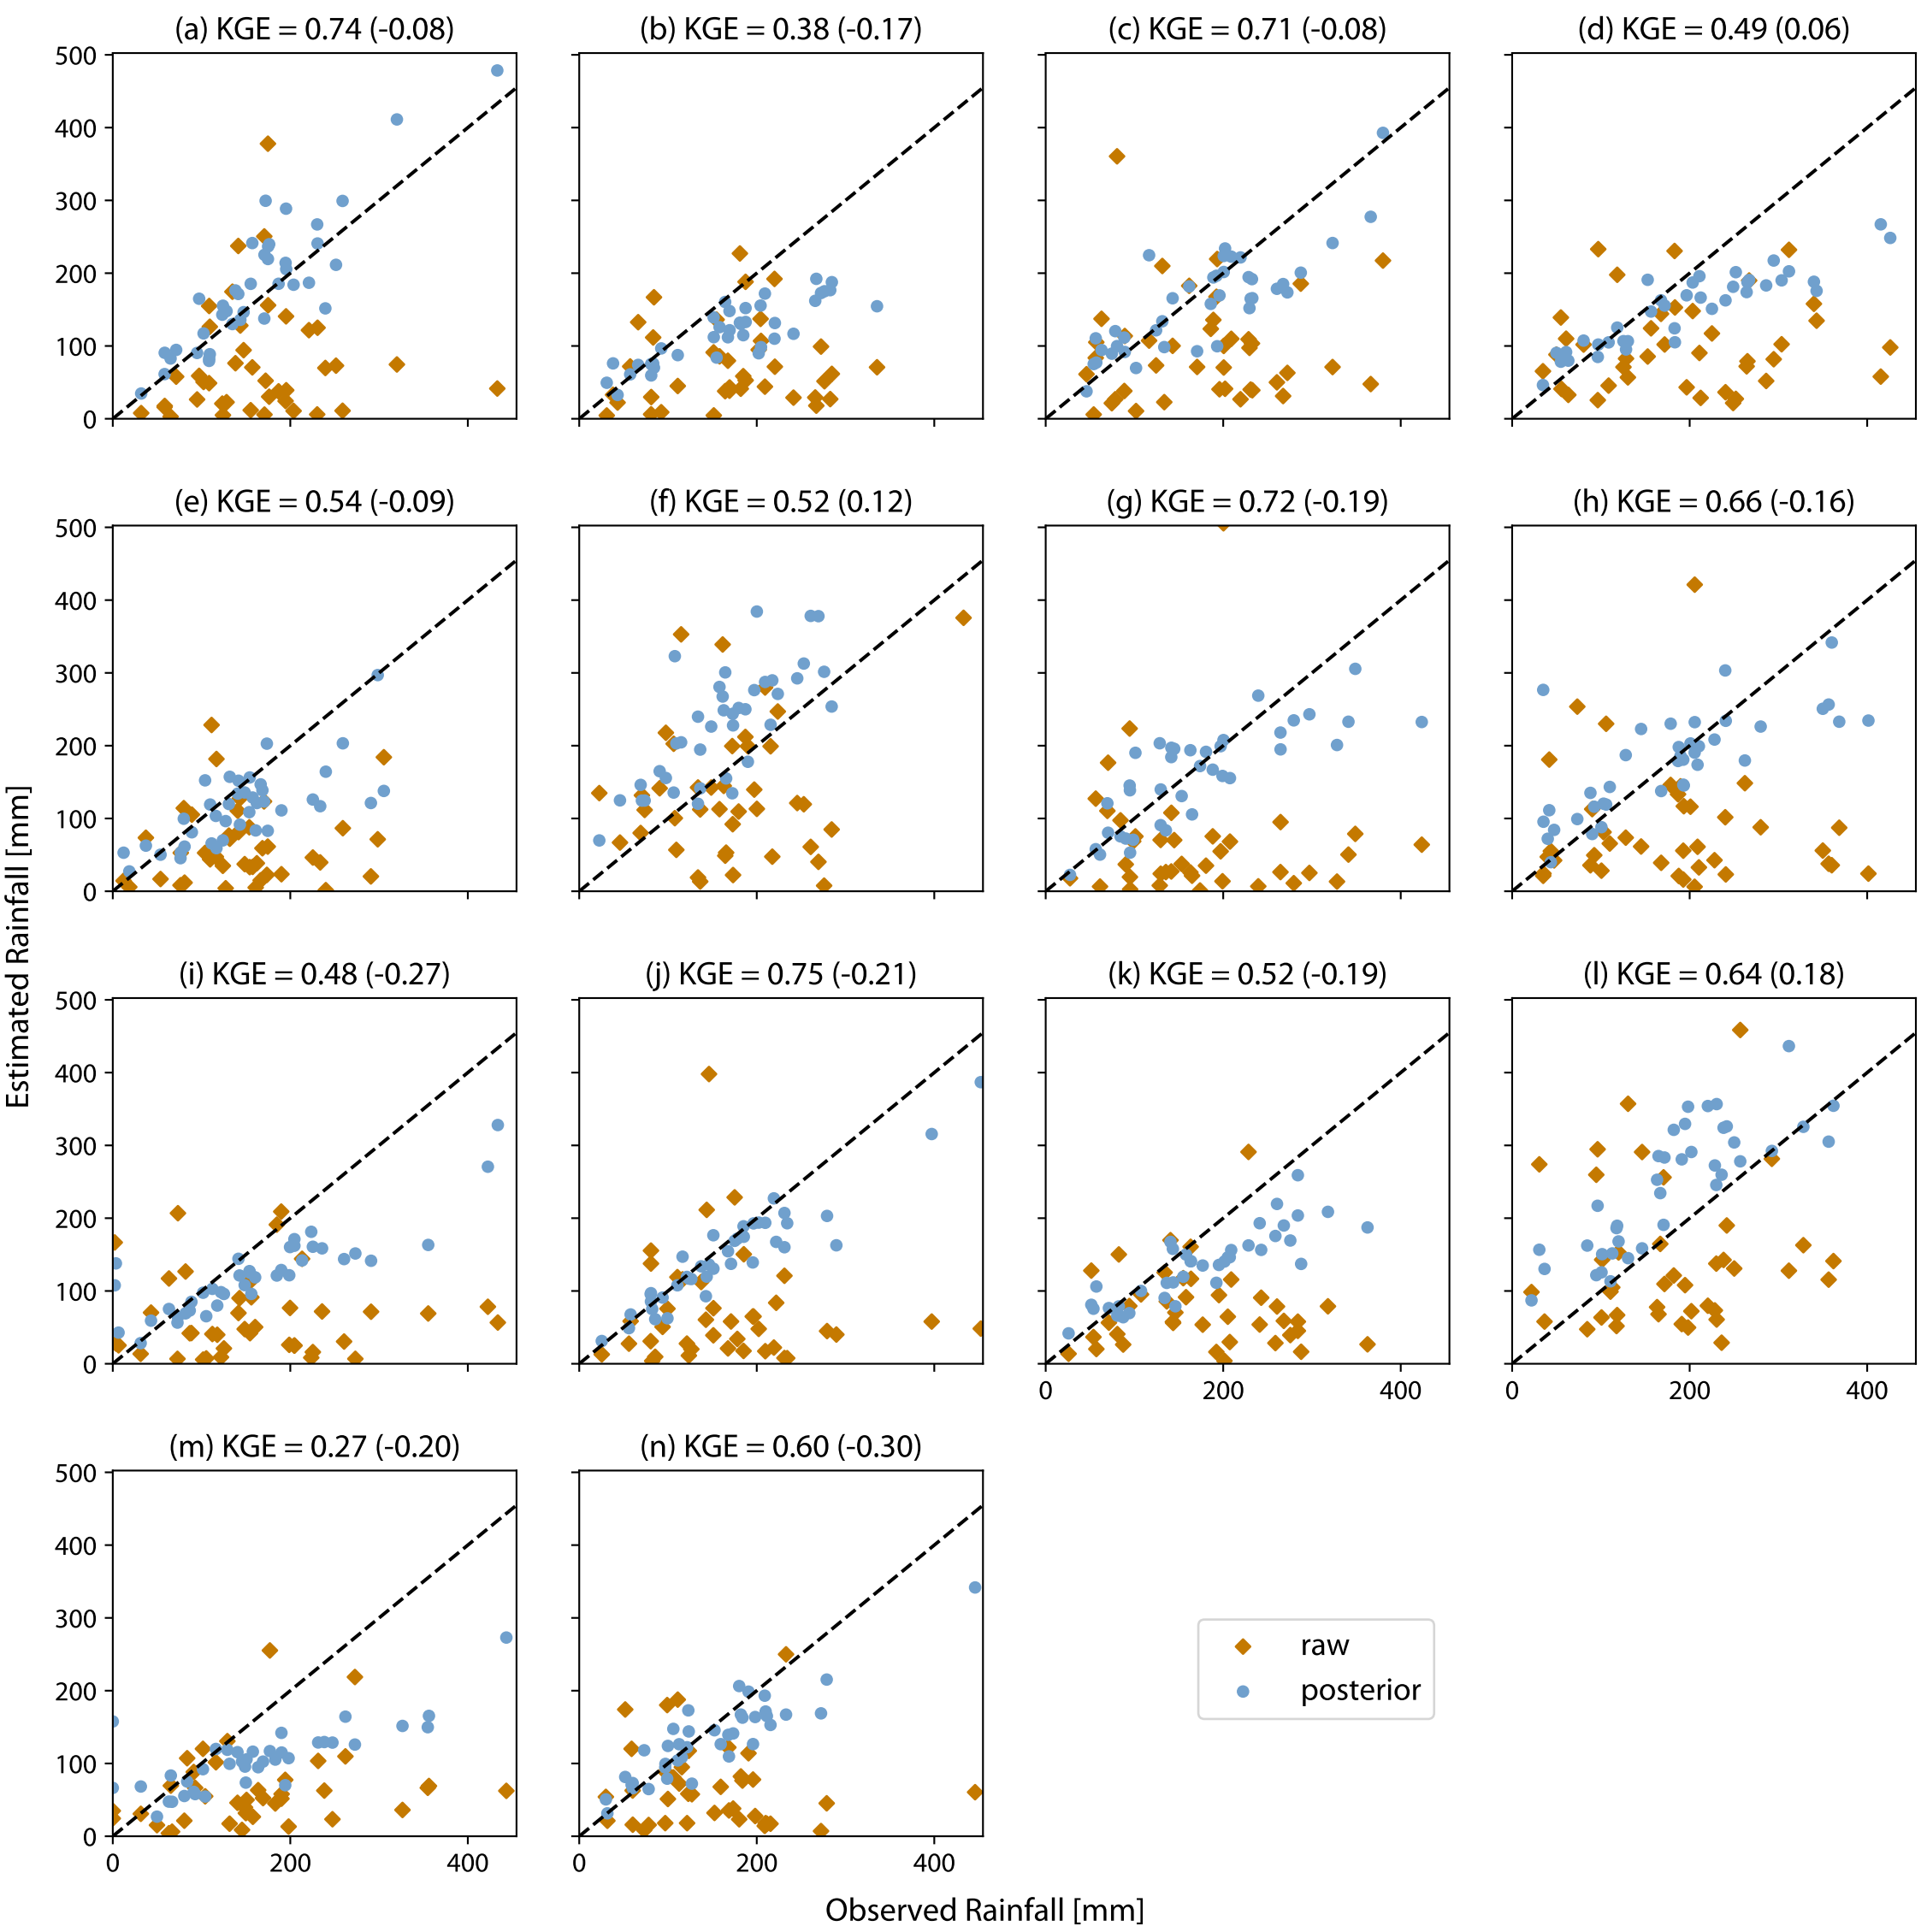 (a) KGE = 0.74 (-0.08)
(b) KGE = 0.38 (-0.17)
(c) KGE = 0.71 (-0.08)
(d) KGE = 0.49 (0.06)
500
400
300
200
100
0
(e) KGE = 0.54 (-0.09)
(f) KGE = 0.52 (0.12)
(g) KGE = 0.72 (-0.19)
(h) KGE = 0.66 (-0.16)
500
400
300
200
100
0
Estimated Rainfall [mm]
(i) KGE = 0.48 (-0.27)
(j) KGE = 0.75 (-0.21)
(k) KGE = 0.52 (-0.19)
(l) KGE = 0.64 (0.18)
500
400
300
200
100
0
0 200 400
0 200 400
(m) KGE = 0.27 (-0.20)
(n) KGE = 0.60 (-0.30)
500
400
300
200
100
0
0 200 400
0 200 400
raw
posterior
Observed Rainfall [mm]